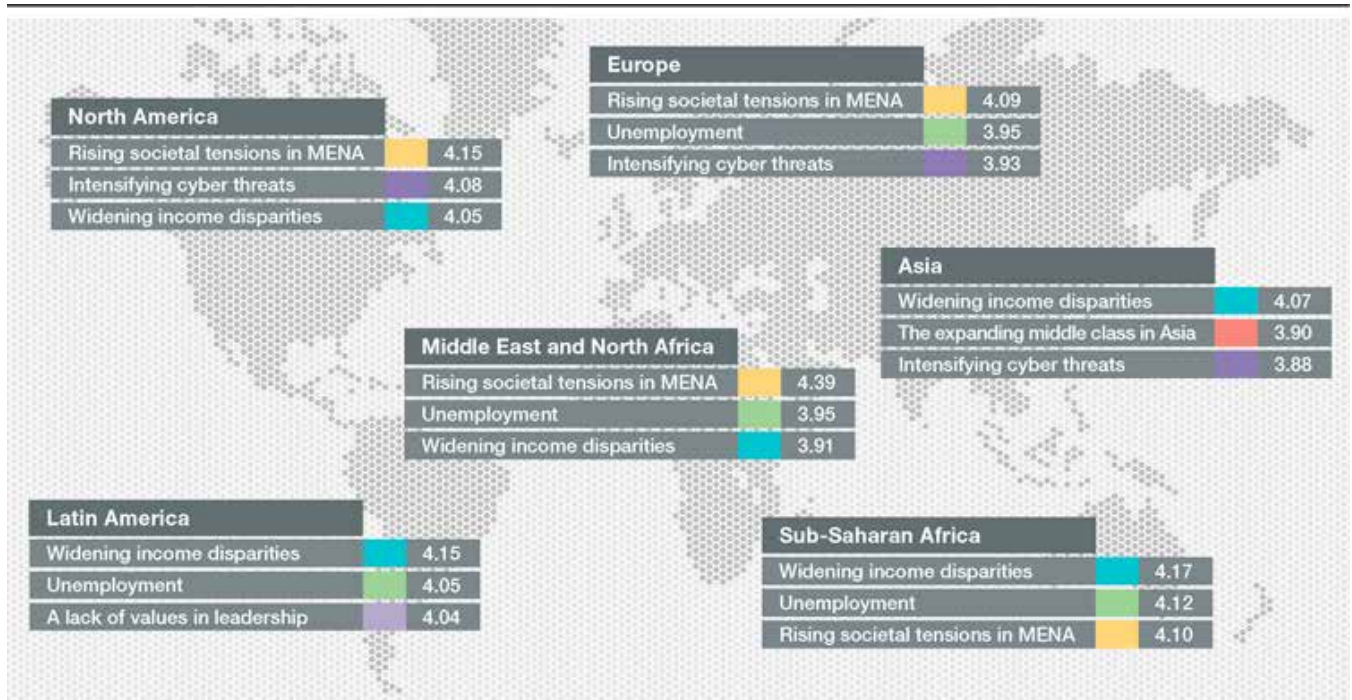 North America
Rising societal tensions in MENA 4.15
Intensifying cyber threats 4.08
Widening income disparities 4.05
Europe
Rising societal tensions in MENA 4.09
Unemployment 3.95
Intensifying cyber threats 3.93
Asia
Widening income disparities 4.07
The expanding middle class in Asia 3.90
Intensifying cyber threats 3.88
Middle East and North Africa
Rising societal tensions in MENA 4.39
Unemployment 3.95
Widening income disparities 3.91
Latin America
Widening income disparities 4.15
Unemployment 4.05
A lack of values in leadership 4.04
Sub-Saharan Africa
Widening income disparities 4.17
Unemployment 4.12
Rising societal tensions in MENA 4.10